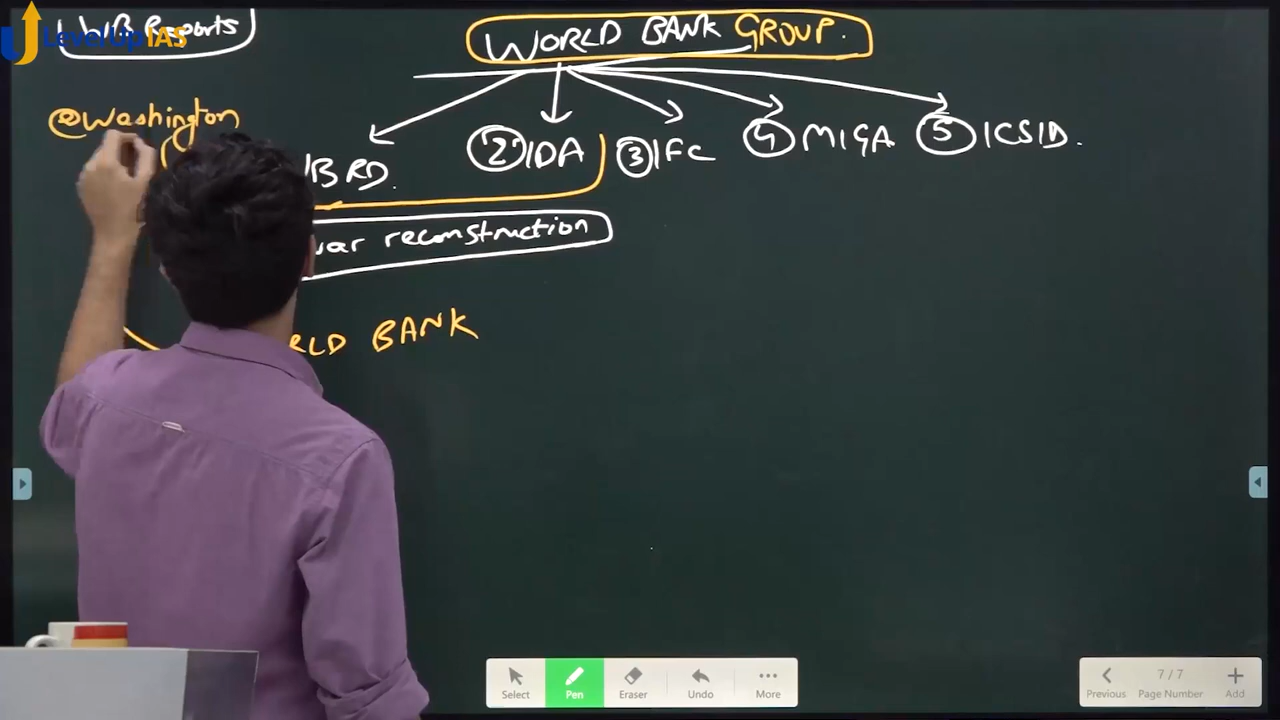 WB Reports
LevelUp IAS
WORLD BANK GROUP.
@Washington
BRD.
② IDA
③ IFC
④ MIGA
⑤ ICSID.
war reconstruction
RLD BANK
Select
Pen
Eraser
Undo
More
Previous
7 / 7
Page Number
Add